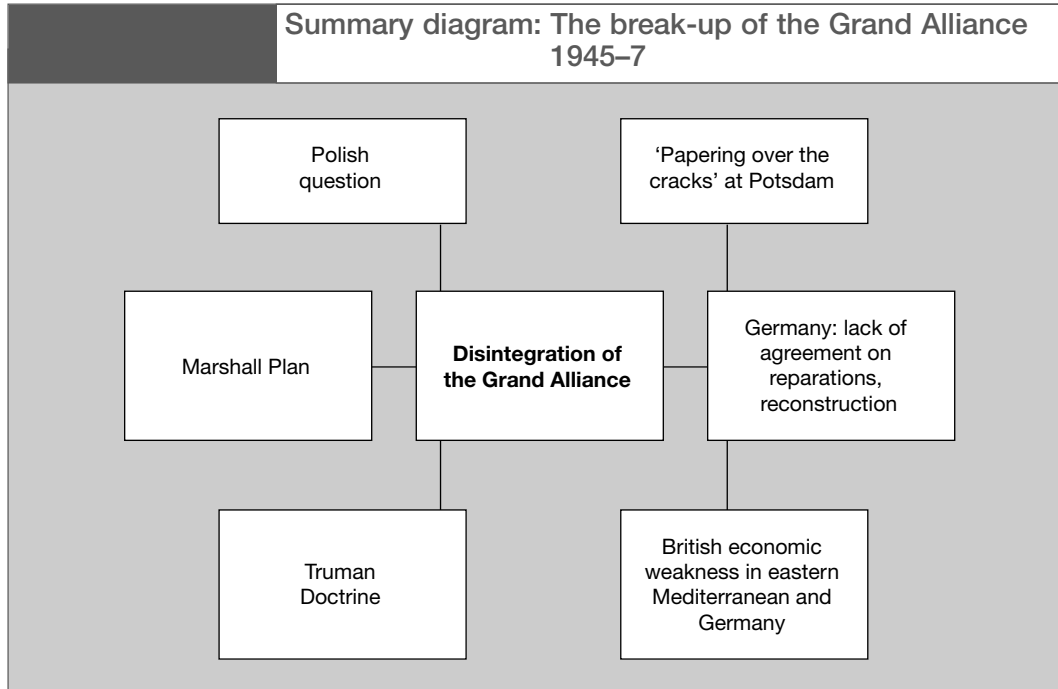 Summary diagram: The break-up of the Grand Alliance
1945–7
Polish
question
‘Papering over the
cracks’ at Potsdam
Marshall Plan
Disintegration of
the Grand Alliance
Germany: lack of
agreement on
reparations,
reconstruction
Truman
Doctrine
British economic
weakness in eastern
Mediterranean and
Germany